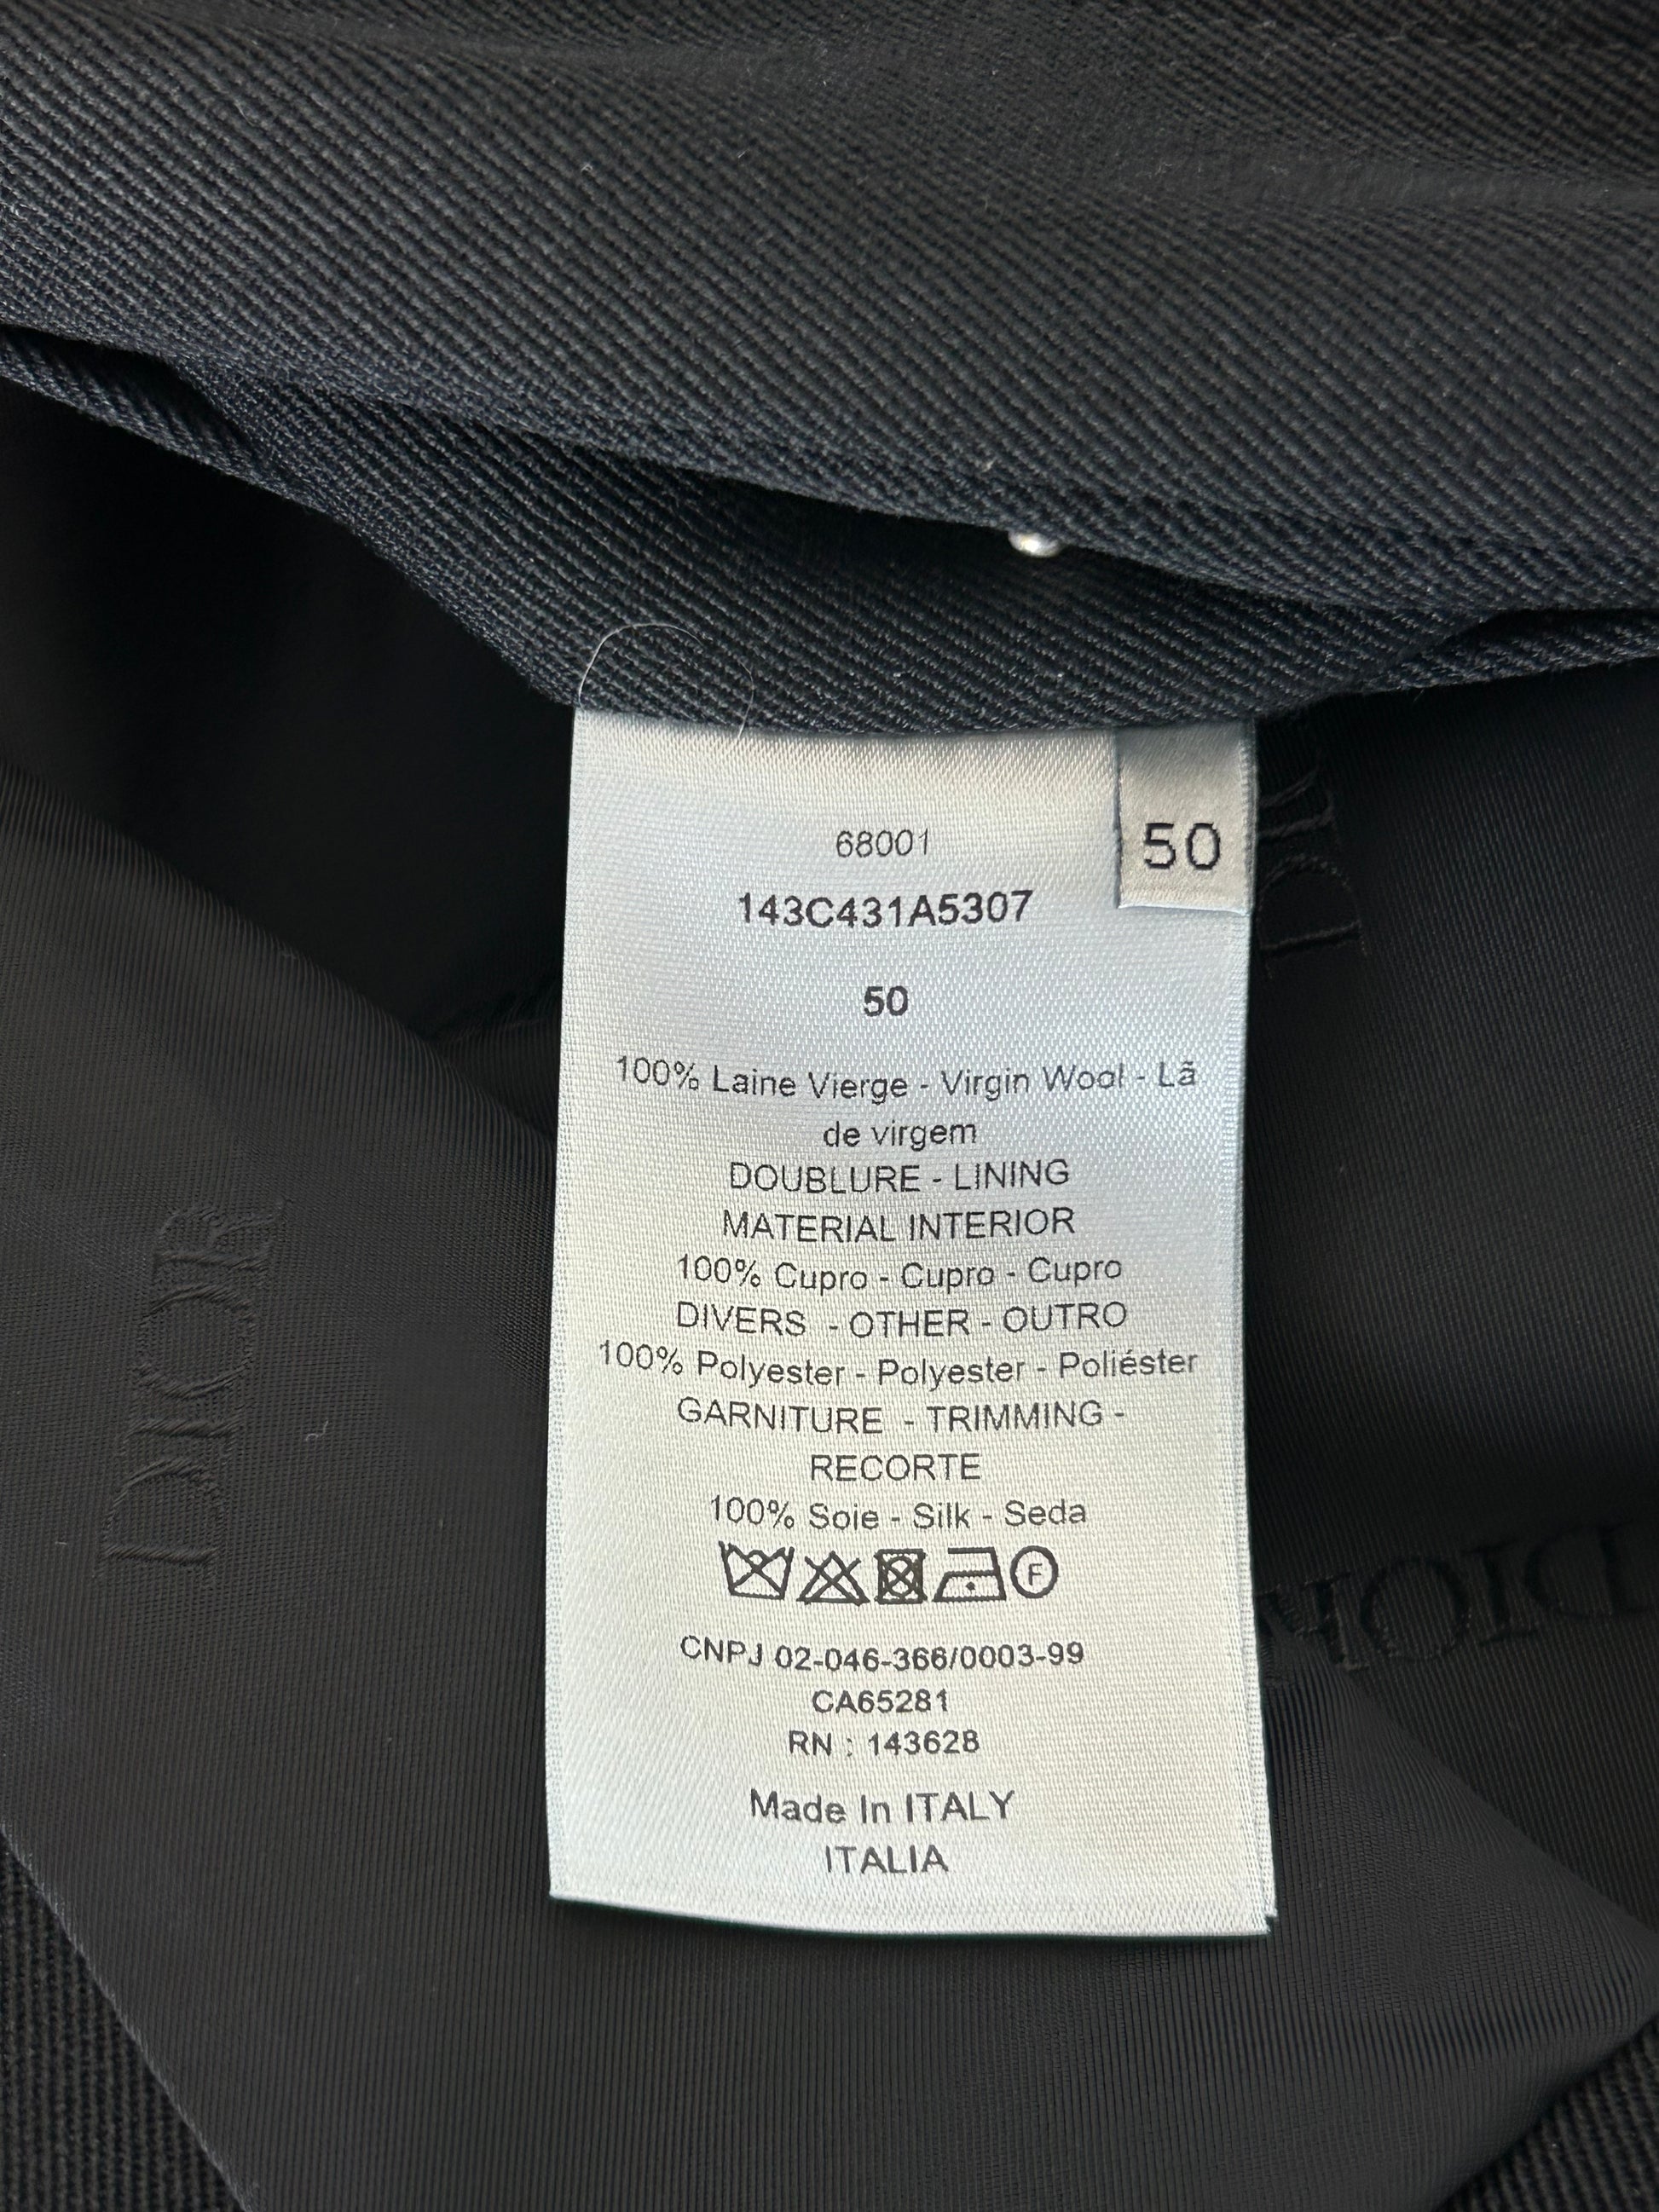 68001
50
143C431A5307
50
100% Laine Vierge - Virgin Wool - Lã
de virgem
DOUBLURE - LINING
MATERIAL INTERIOR
100% Cupro - Cupro - Cupro
DIVERS - OTHER - OUTRO
100% Polyester - Polyester - Poliéster
GARNITURE - TRIMMING -
RECORTE
100% Soie - Silk - Seda
F
CNPJ 02-046-366/0003-99
CA65281
RN : 143628
Made In ITALY
ITALIA
DIOR
DIOR